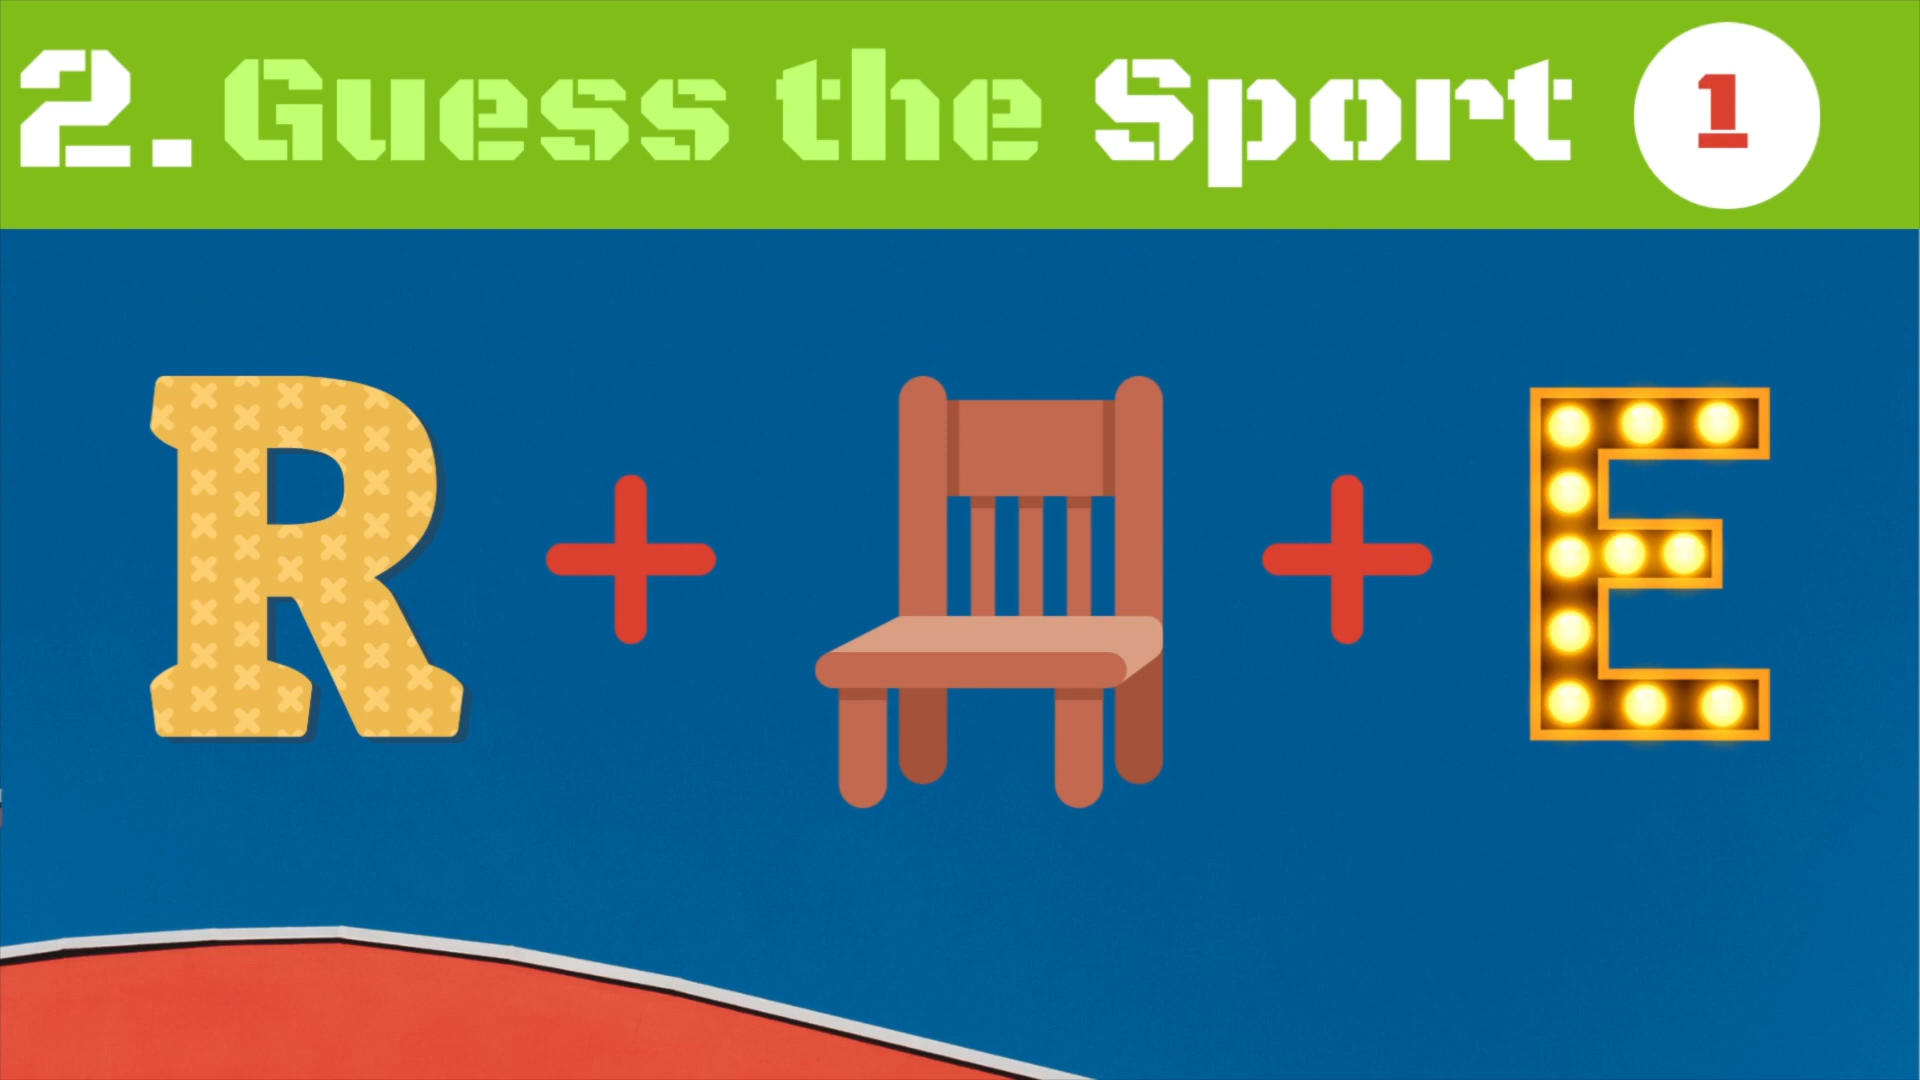 2. Guess the Sport 1
R + + E